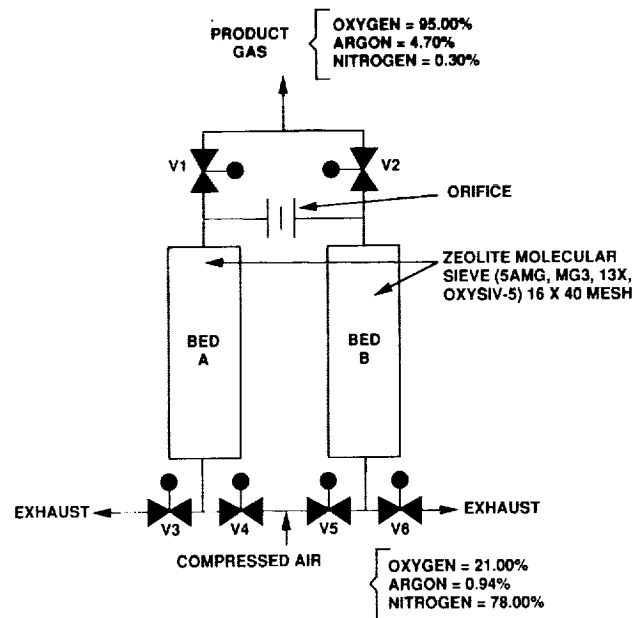 PRODUCT
GAS
OXYGEN = 95.00%
ARGON = 4.70%
NITROGEN = 0.30%
V1
V2
ORIFICE
ZEOLITE MOLECULAR
SIEVE (5AMG, MG3, 13X,
OXYSIV-5) 16 X 40 MESH
BED
A
BED
B
EXHAUST
V3
V4
V5
V6
EXHAUST
COMPRESSED AIR
OXYGEN = 21.00%
ARGON = 0.94%
NITROGEN = 78.00%